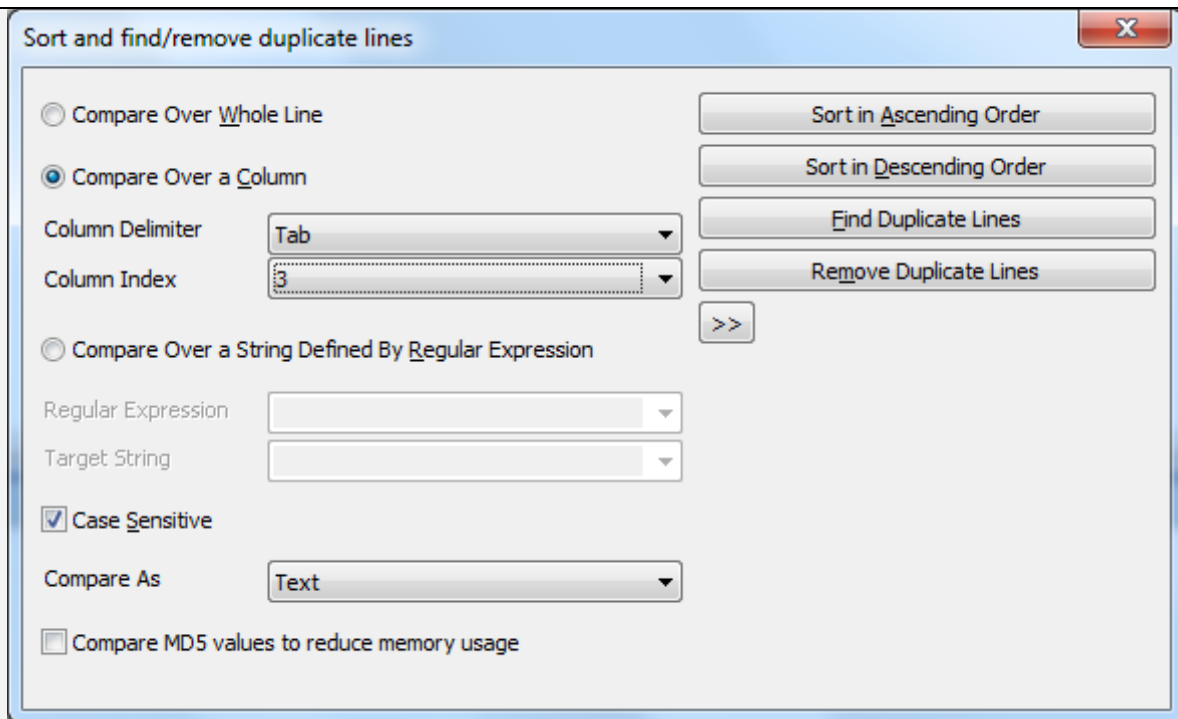 Sort and find/remove duplicate lines
Compare Over Whole Line
Compare Over a Column
Column Delimiter Tab
Column Index 3
Compare Over a String Defined By Regular Expression
Regular Expression
Target String
Case Sensitive
Compare As Text
Compare MD5 values to reduce memory usage
Sort in Ascending Order
Sort in Descending Order
Find Duplicate Lines
Remove Duplicate Lines
>>